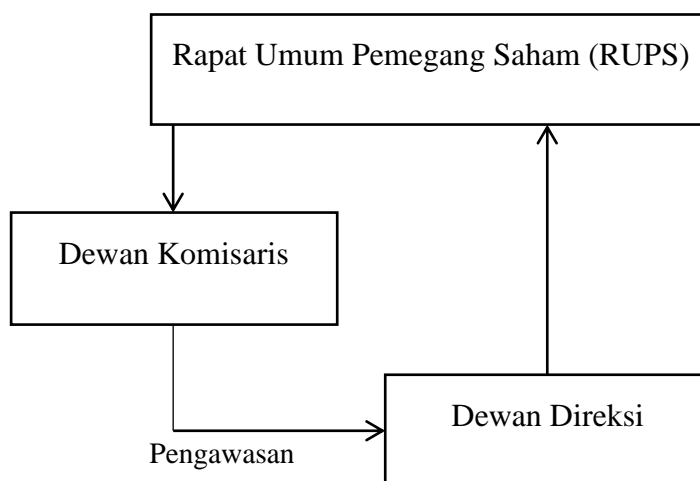 Rapat Umum Pemegang Saham (RUPS)
Dewan Komisaris
Dewan Direksi
Pengawasan